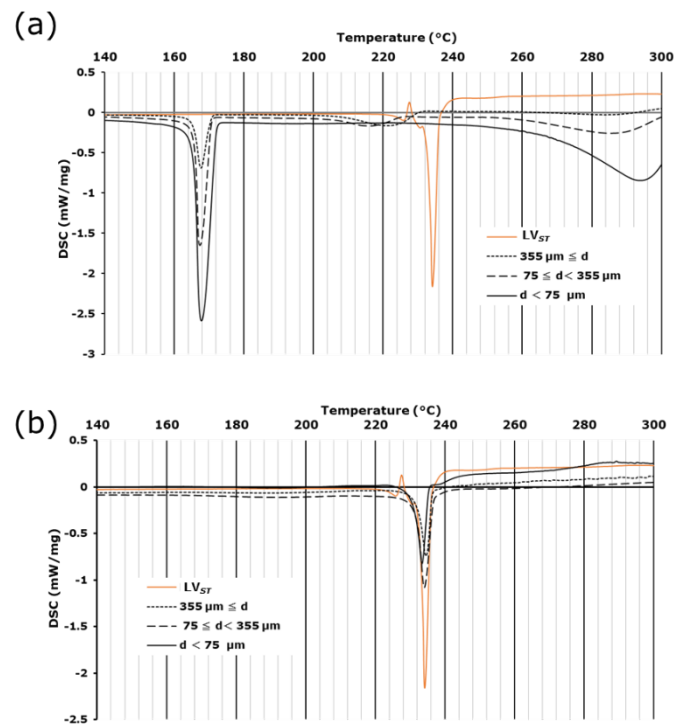 (a)
Temperature (°C)
140 160 180 200 220 240 260 280 300
0.5
0
-0.5
-1
-1.5
-2
-2.5
-3
DSC (mW/mg)
LVST
355 μm ≦ d
75 ≦ d< 355 μm
d < 75 μm
(b)
Temperature (°C)
140 160 180 200 220 240 260 280 300
0.5
0
-0.5
-1
-1.5
-2
-2.5
DSC (mW/mg)
LVST
355 μm ≦ d
75 ≦ d< 355 μm
d < 75 μm